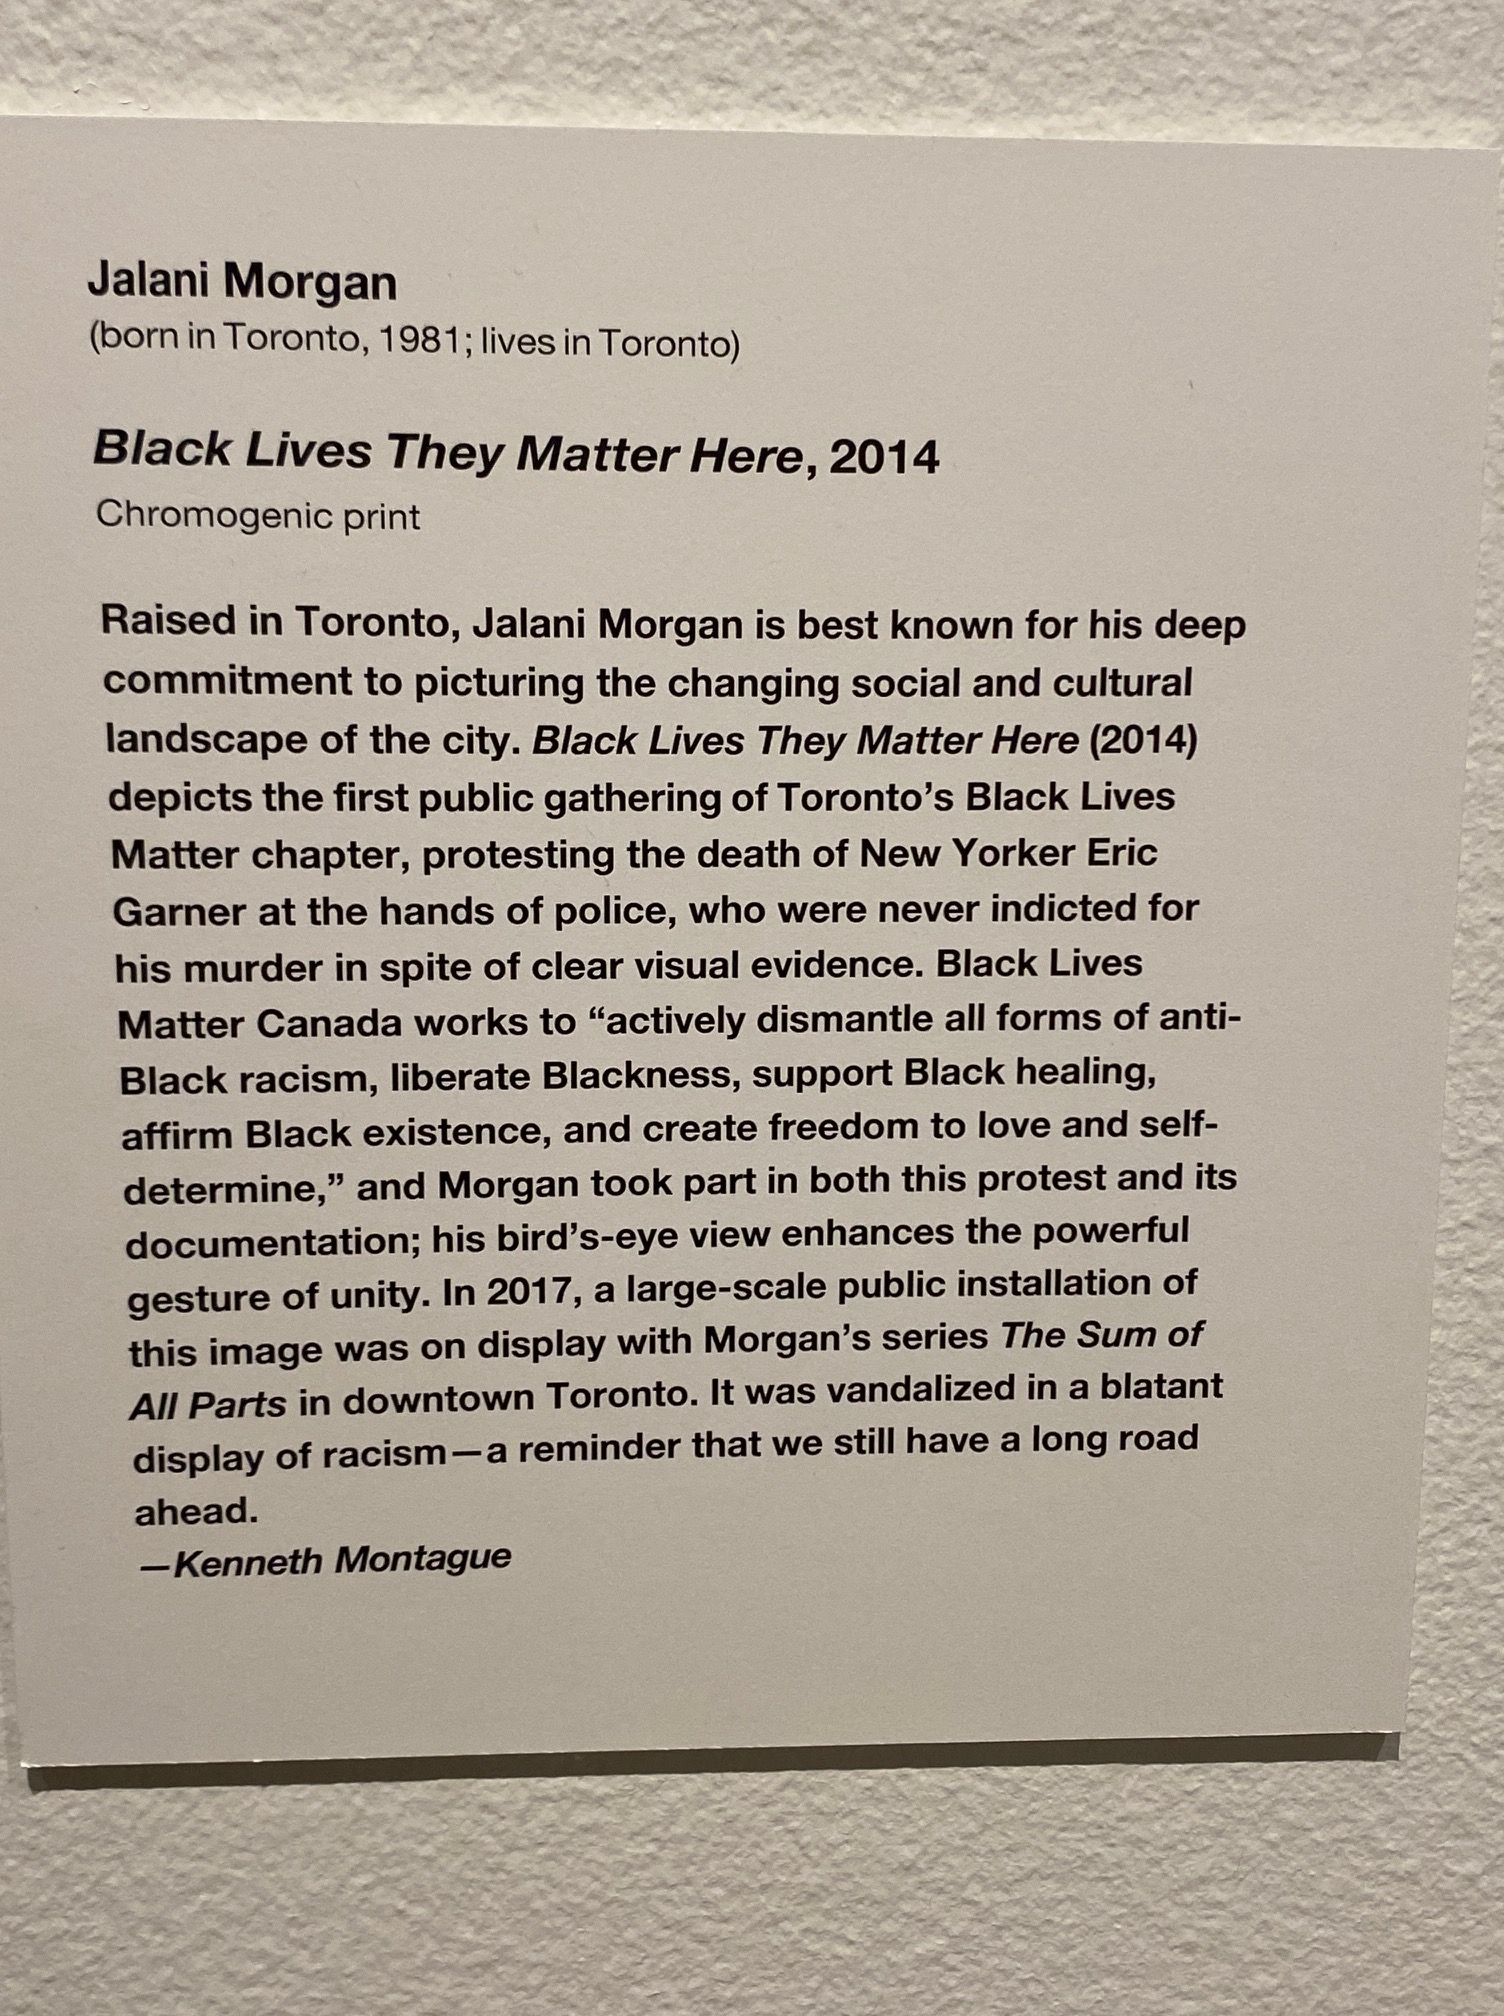 Jalani Morgan
(born in Toronto, 1981; lives in Toronto)
Black Lives They Matter Here, 2014
Chromogenic print
Raised in Toronto, Jalani Morgan is best known for his deep
commitment to picturing the changing social and cultural
landscape of the city. Black Lives They Matter Here (2014)
depicts the first public gathering of Toronto’s Black Lives
Matter chapter, protesting the death of New Yorker Eric
Garner at the hands of police, who were never indicted for
his murder in spite of clear visual evidence. Black Lives
Matter Canada works to “actively dismantle all forms of anti-
Black racism, liberate Blackness, support Black healing,
affirm Black existence, and create freedom to love and self-
determine,” and Morgan took part in both this protest and its
documentation; his bird’s-eye view enhances the powerful
gesture of unity. In 2017, a large-scale public installation of
this image was on display with Morgan’s series The Sum of
All Parts in downtown Toronto. It was vandalized in a blatant
display of racism—a reminder that we still have a long road
ahead.
—Kenneth Montague